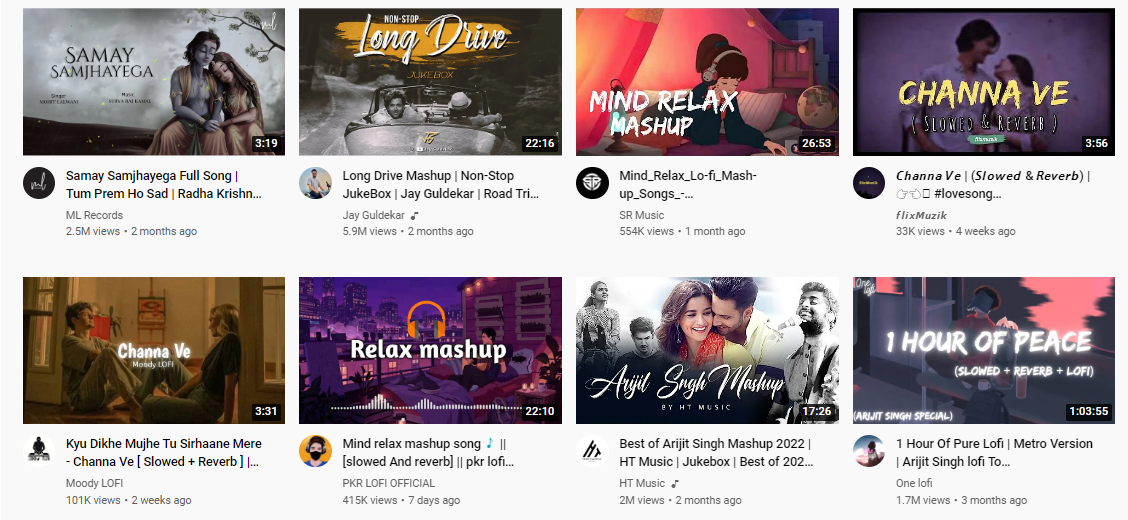 SAMAY
SAMJHAYEGA
Singer
MOHIT LALWANI
Music
SURYA RAJ KAMAL
ml
3:19
NON-STOP
Long Drive
JUKEBOX
22:16
MIND RELAX
MASHUP
26:53
CHANNA VE
( SLOWED & REVERB )
flixmuzik
3:56
ml
Samay Samjhayega Full Song |
Tum Prem Ho Sad | Radha Krishn...
ML Records
2.5M views • 2 months ago
Long Drive Mashup | Non-Stop
JukeBox | Jay Guldekar | Road Tri...
Jay Guldekar
5.9M views • 2 months ago
Mind_Relax_Lo-fi_Mash-
up_Songs_-...
SR Music
554K views • 1 month ago
Channa Ve | (Slowed & Reverb) |
#lovesong...
flixMuzik
33K views • 4 weeks ago
Channa Ve
Moody LOFI
3:31
Relax mashup
22:10
Arijit Sngh Mashup
BY HT MUSIC
17:26
One lofi
1 HOUR OF PEACE
(SLOWED + REVERB + LOFI)
(ARIJIT SINGH SPECIAL)
1:03:55
Kyu Dikhe Mujhe Tu Sirhaane Mere
- Channa Ve [ Slowed + Reverb ] |...
Moody LOFI
101K views • 2 weeks ago
Mind relax mashup song 🎵 ||
[slowed And reverb] || pkr lofi...
PKR LOFI OFFICIAL
415K views • 7 days ago
Best of Arijit Singh Mashup 2022 |
HT Music | Jukebox | Best of 202...
HT Music
2M views • 2 months ago
1 Hour Of Pure Lofi | Metro Version
| Arijit Singh lofi To...
One lofi
1.7M views • 3 months ago